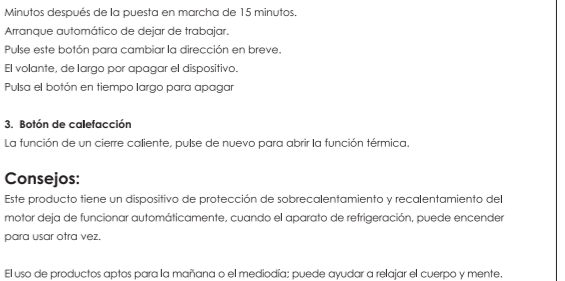 Minutos después de la puesta en marcha de 15 minutos.
Arranque automático de dejar de trabajar.
Pulse este botón para cambiar la dirección en breve.
El volante, de largo por apagar el dispositivo.
Pulsa el botón en tiempo largo para apagar
3. Botón de calefacción
La función de un cierre caliente, pulse de nuevo para abrir la función térmica.
Consejos:
Este producto tiene un dispositivo de protección de sobrecalentamiento y recalentamiento del
motor deja de funcionar automáticamente, cuando el aparato de refrigeración, puede encender
para usar otra vez.
El uso de productos aptos para la mañana o el mediodía; puede ayudar a relajar el cuerpo y mente.